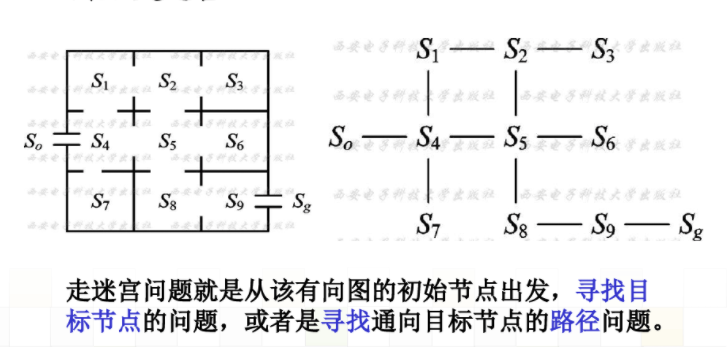 S1 S2 S3
So S4 S5 S6
S7 S8 S9 Sg
S1 S2 S3
So S4 S5 S6
S7 S8 S9 Sg
走迷宫问题就是从该有向图的初始节点出发，寻找目
标节点的问题，或者是寻找通向目标节点的路径问题。